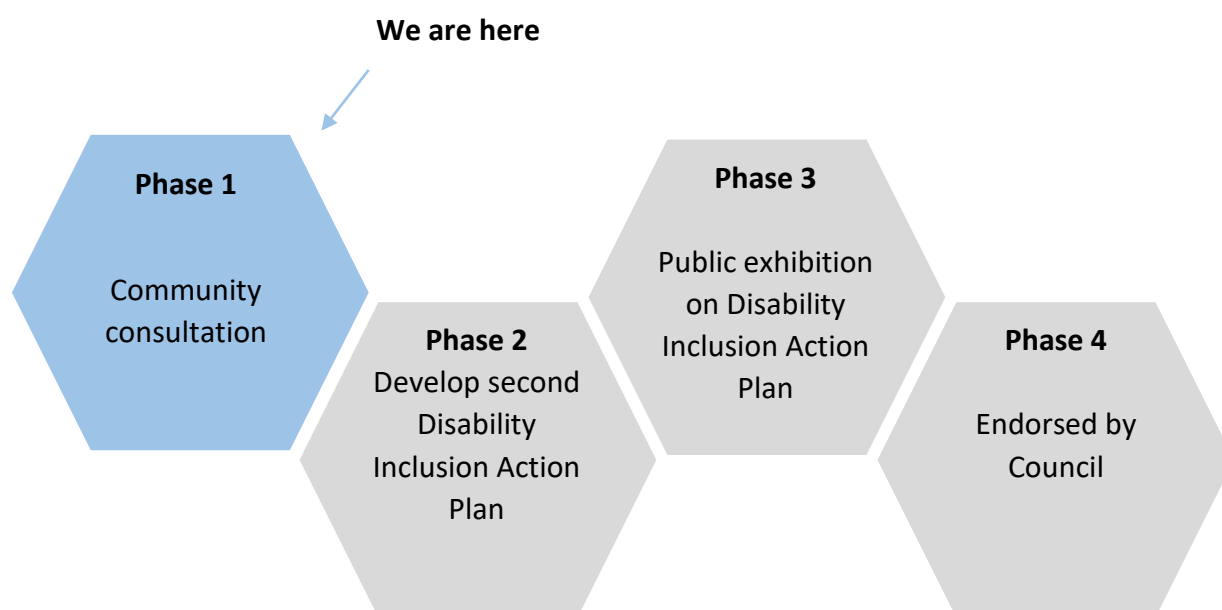 We are here
Phase 1
Community
consultation
Phase 2
Develop second
Disability
Inclusion Action
Plan
Phase 3
Public exhibition
on Disability
Inclusion Action
Plan
Phase 4
Endorsed by
Council